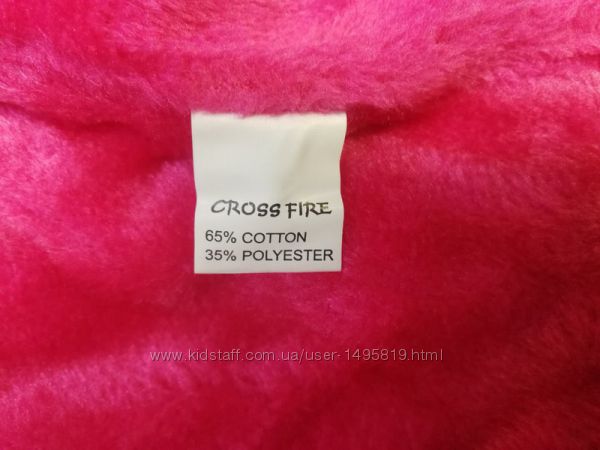 CROSS FIRE
65% COTTON
35% POLYESTER
www.kidstaff.com.ua/user-1495819.html